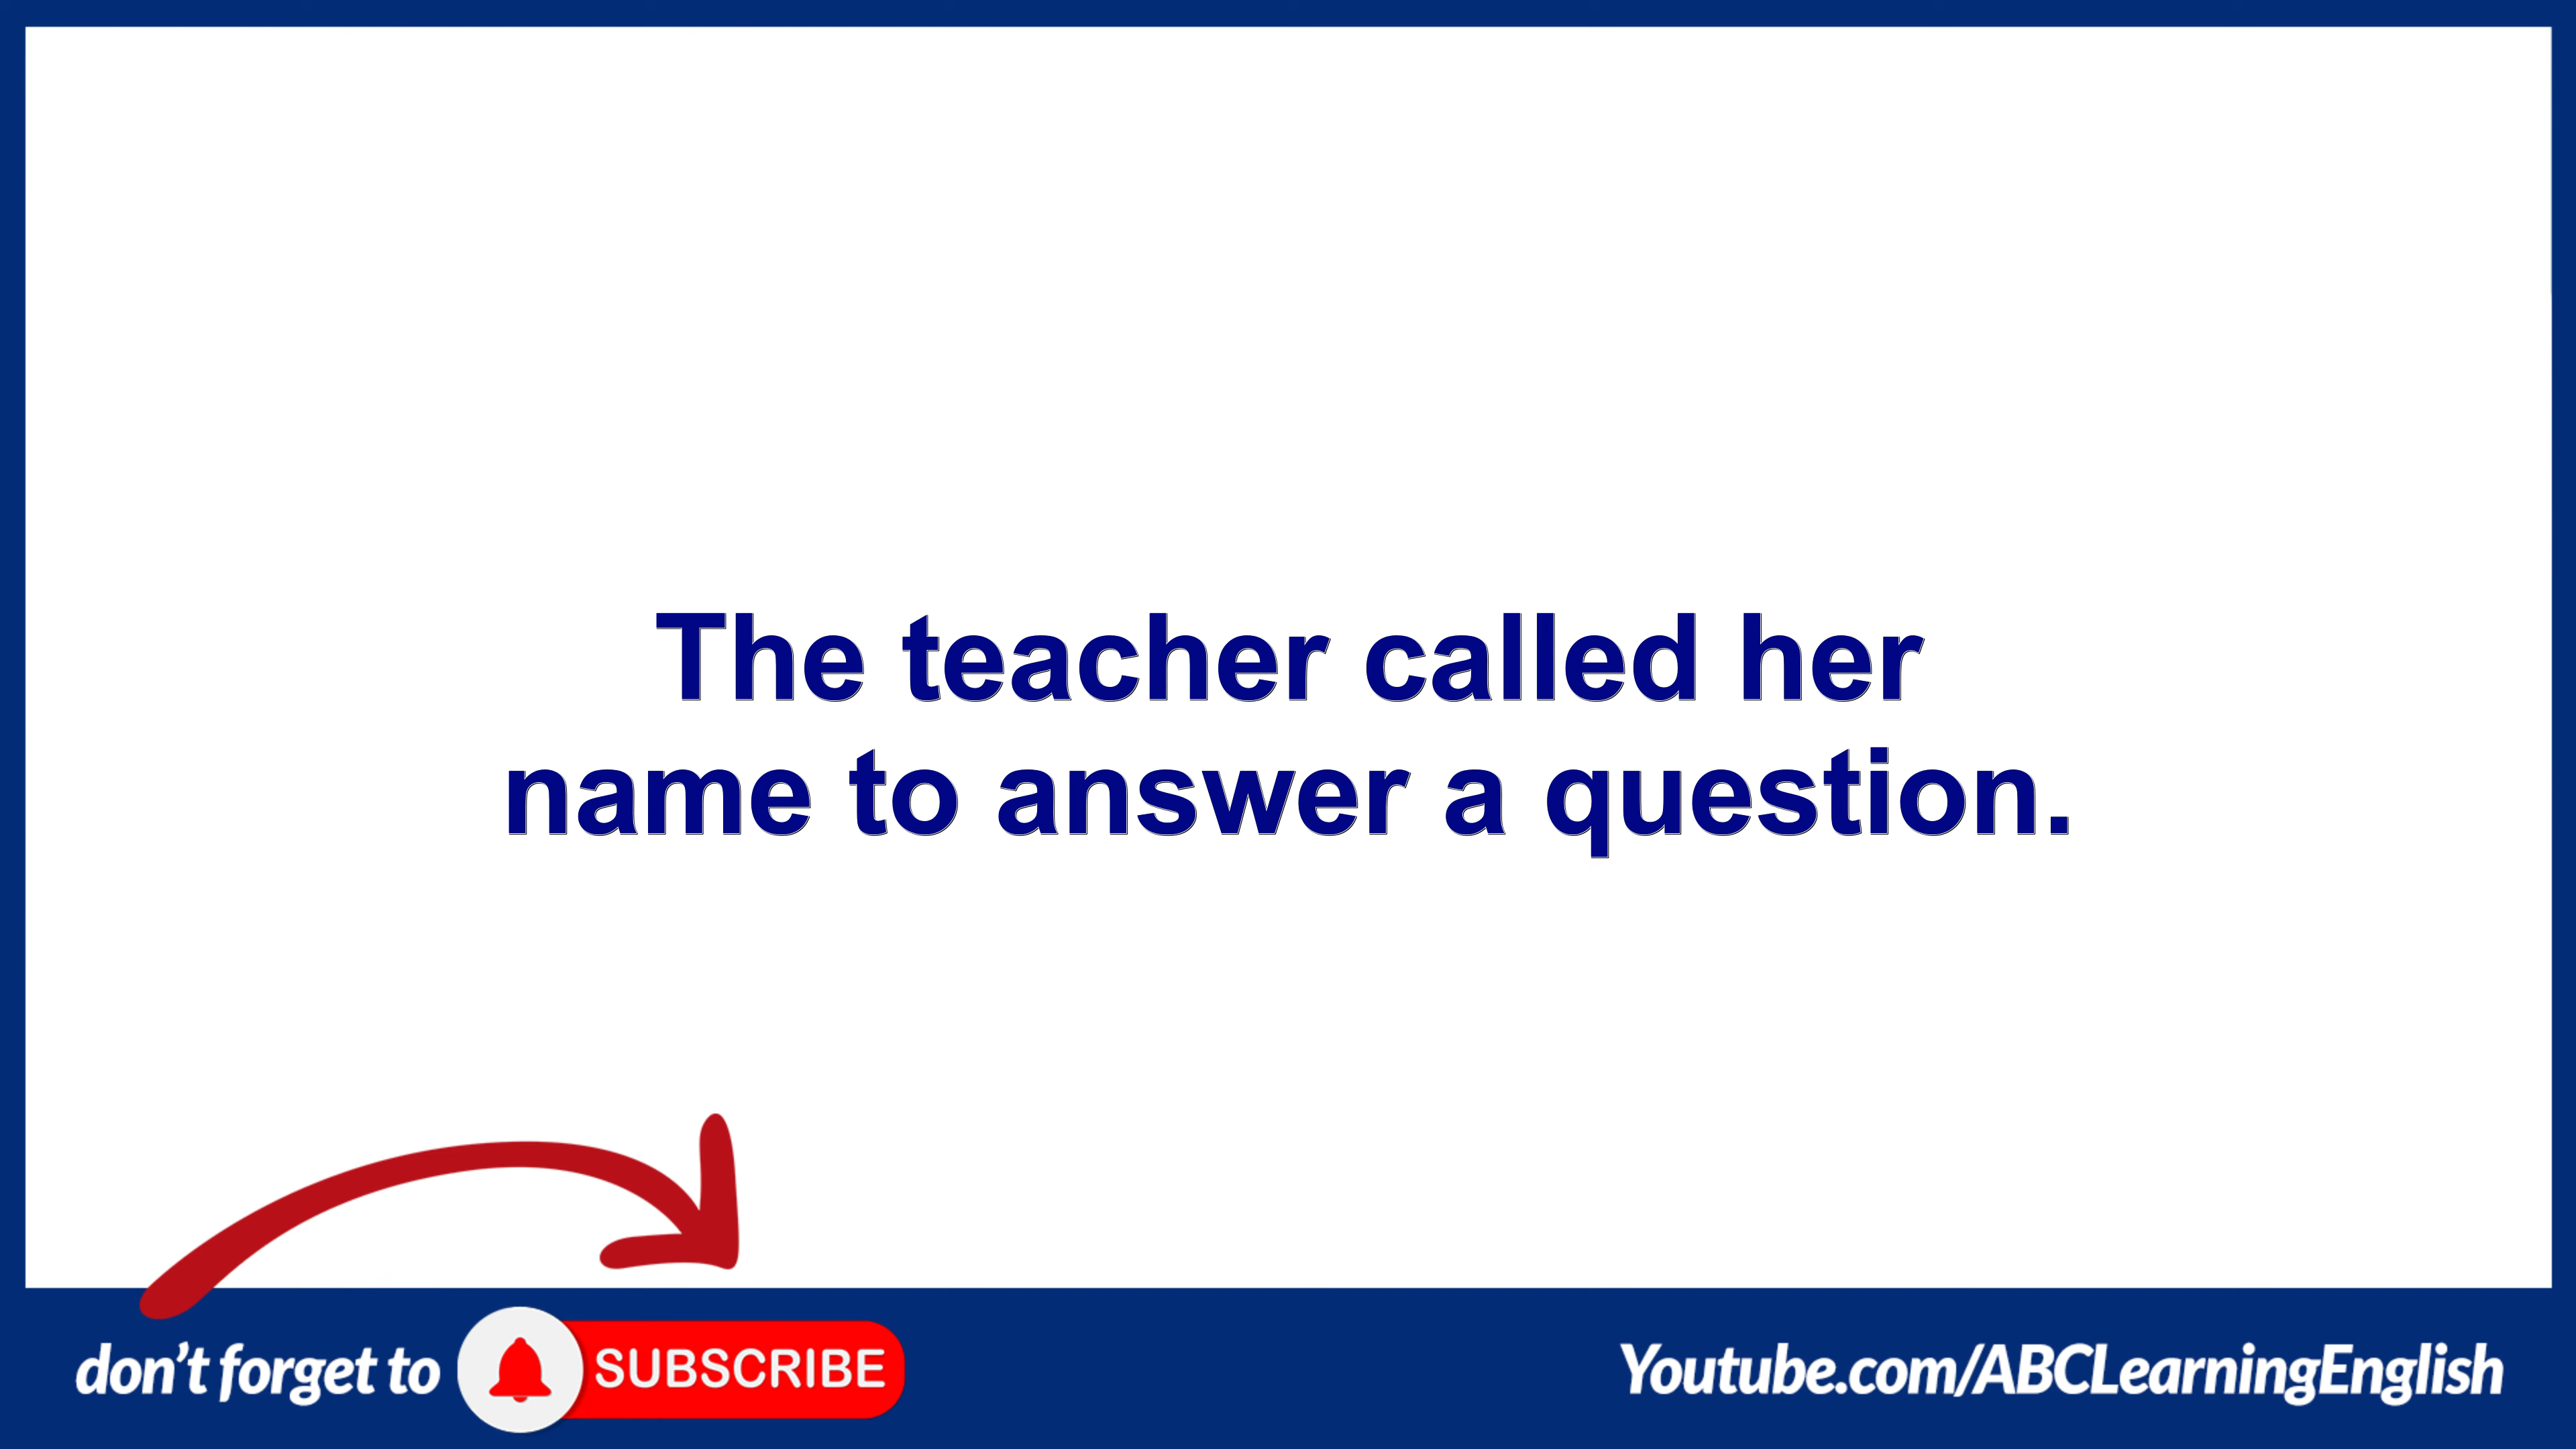 The teacher called her
name to answer a question.
don't forget to SUBSCRIBE
Youtube.com/ABCLearningEnglish